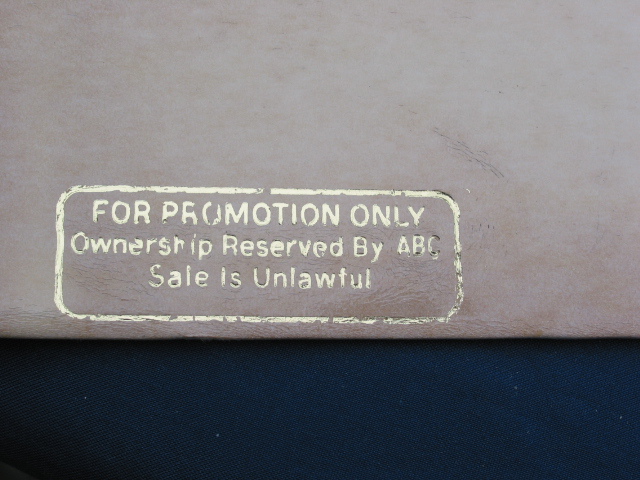 FOR PROMOTION ONLY
Ownership Reserved By ABC
Sale Is Unlawful